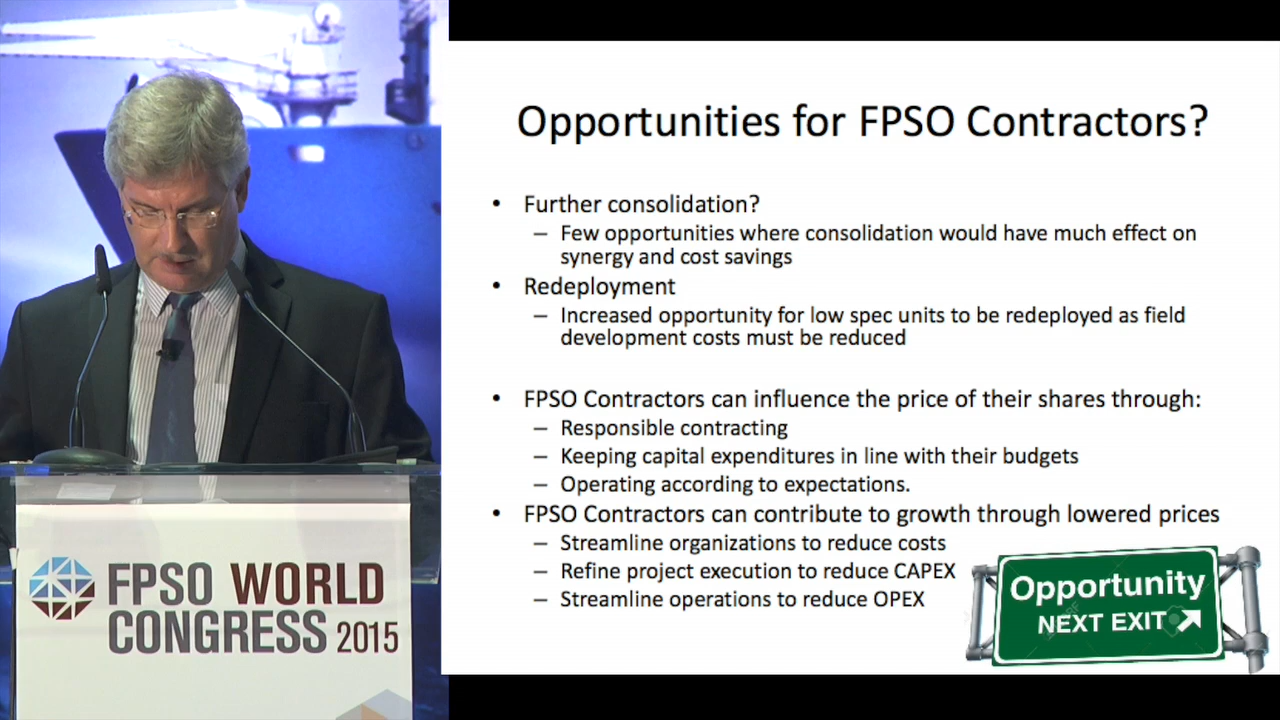 Opportunities for FPSO Contractors?
• Further consolidation?
– Few opportunities where consolidation would have much effect on
synergy and cost savings
• Redeployment
– Increased opportunity for low spec units to be redeployed as field
development costs must be reduced
• FPSO Contractors can influence the price of their shares through:
– Responsible contracting
– Keeping capital expenditures in line with their budgets
– Operating according to expectations.
• FPSO Contractors can contribute to growth through lowered prices
– Streamline organizations to reduce costs
– Refine project execution to reduce CAPEX
– Streamline operations to reduce OPEX
Opportunity
NEXT EXIT
FPSO WORLD
CONGRESS 2015